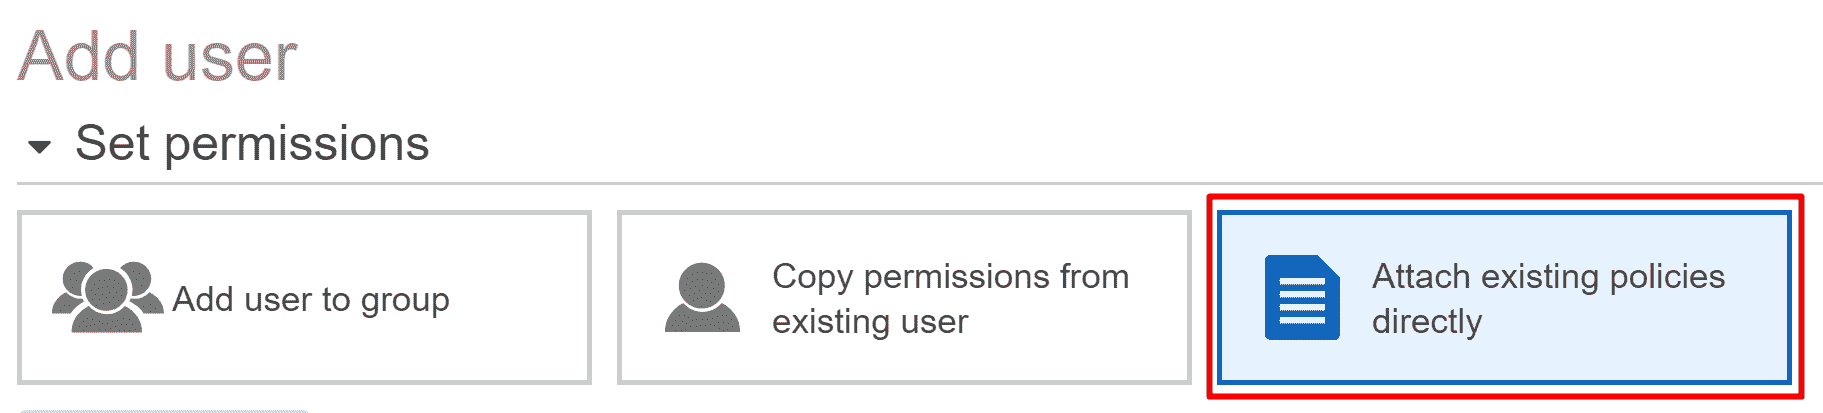 Add user
Set permissions
Add user to group
Copy permissions from
existing user
Attach existing policies
directly